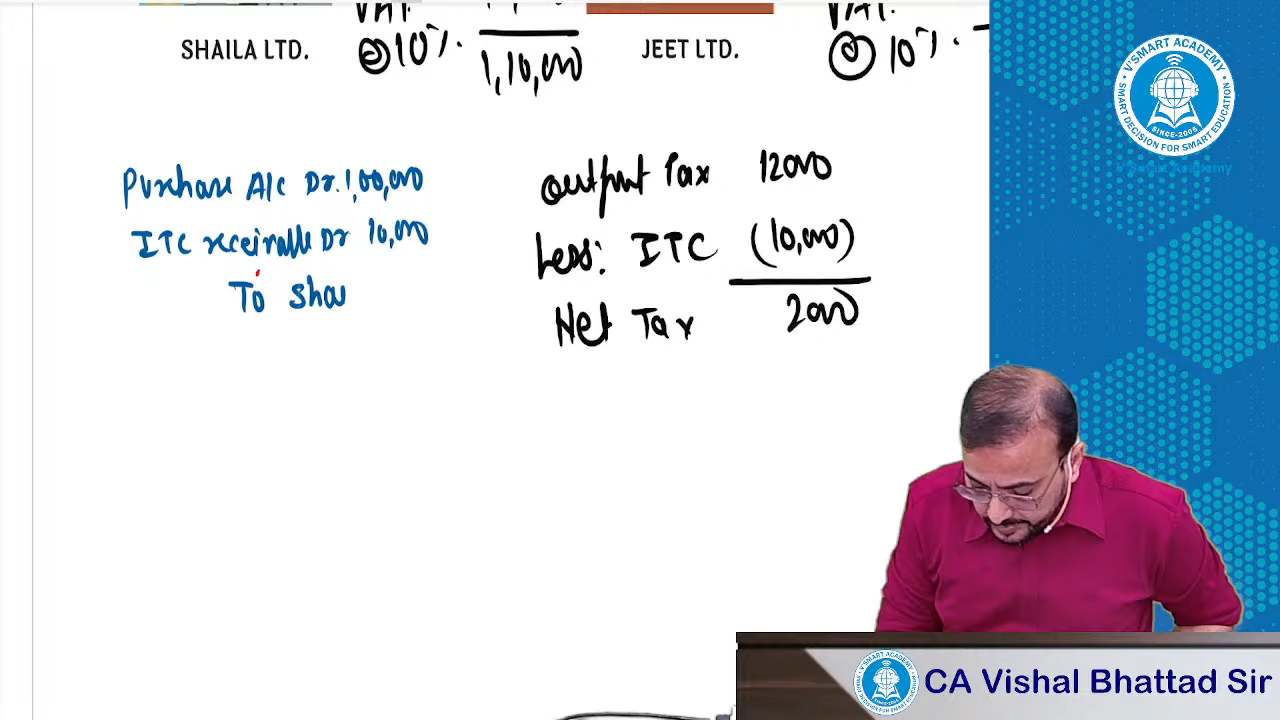 VAT.
SHAILA LTD. @ 10%. 1,10,000 JEET LTD. @ 10%.
Purchase A/c Dr. 1,00,000
ITC receivable Dr 10,000
To Sha
Output Tax 12000
Less: ITC (10,000)
Net Tax 2000
V'SMART ACADEMY
SINCE-2005
SMART DECISION FOR SMART EDUCATION
CA Vishal Bhattad Sir